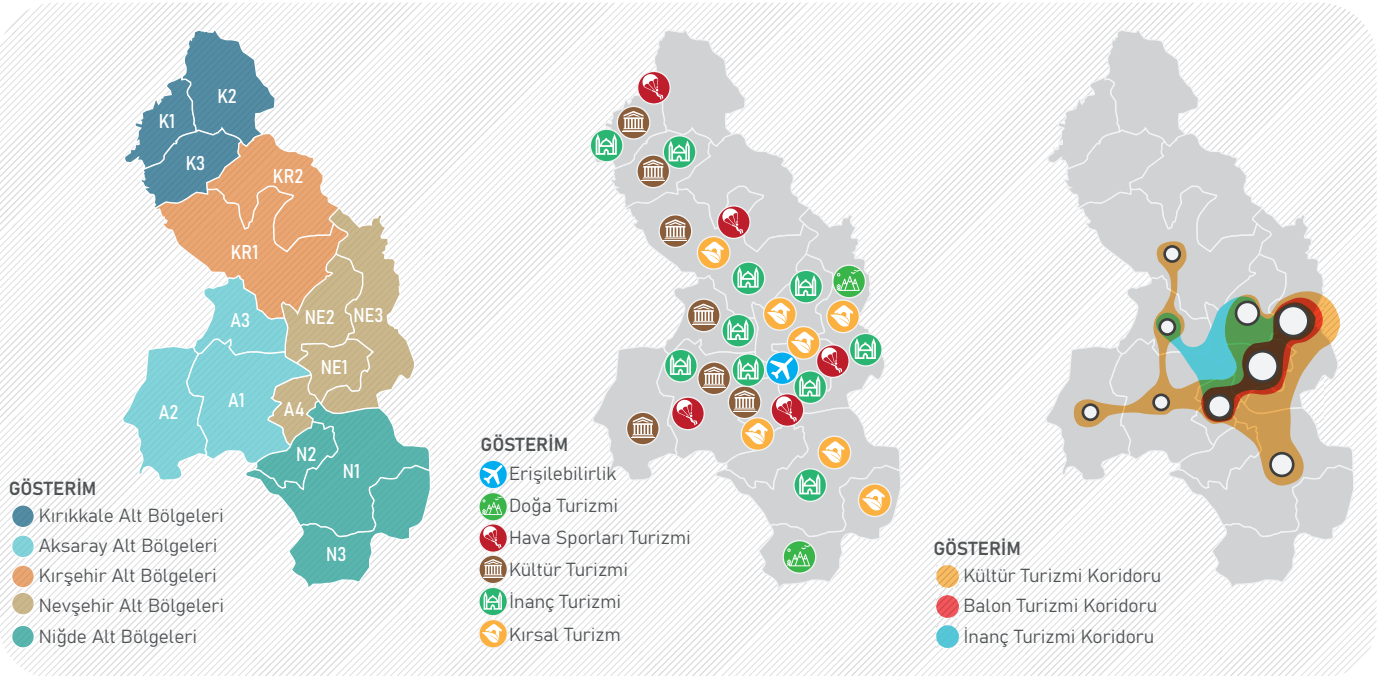 K2
K1
K3
KR2
KR1
A3
NE2
NE3
NE1
A2
A1
A4
N2
N1
N3
GÖSTERİM
Kırıkkale Alt Bölgeleri
Aksaray Alt Bölgeleri
Kırşehir Alt Bölgeleri
Nevşehir Alt Bölgeleri
Niğde Alt Bölgeleri
GÖSTERİM
Erişilebilirlik
Doğa Turizmi
Hava Sporları Turizmi
Kültür Turizmi
İnanç Turizmi
Kırsal Turizm
GÖSTERİM
Kültür Turizmi Koridoru
Balon Turizmi Koridoru
İnanç Turizmi Koridoru